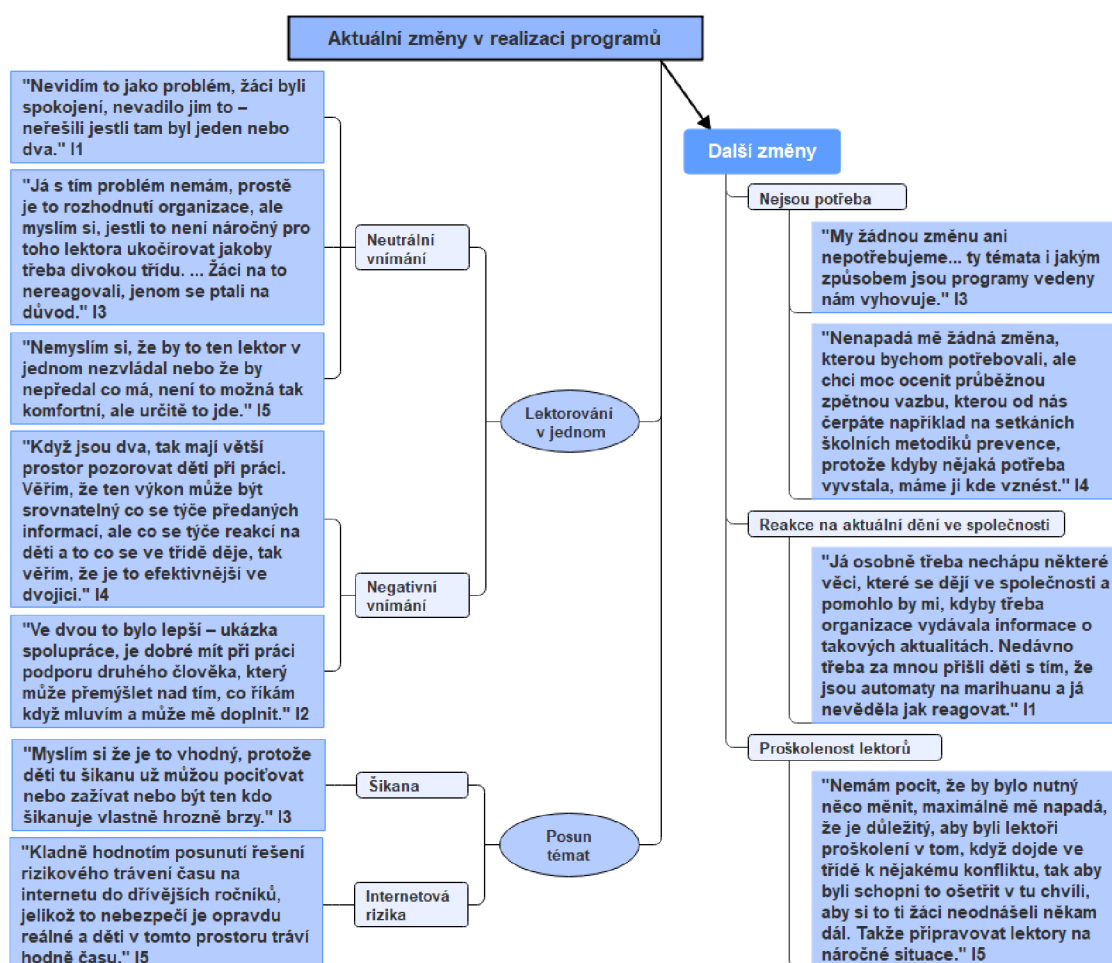 Aktuální změny v realizaci programů
"Nevidím to jako problém, žáci byli
spokojení, nevadilo jim to –
neřešili jestli tam byl jeden nebo
dva." I1
"Já s tím problém nemám, prostě
je to rozhodnutí organizace, ale
myslím si, jestli to není náročný pro
toho lektora ukočírovat jakoby
třeba divokou třídu. ... Žáci na to
nereagovali, jenom se ptali na
důvod." I3
"Nemyslím si, že by to ten lektor v
jednom nezvládal nebo že by
nepředal co má, není to možná tak
komfortní, ale určitě to jde." I5
Neutrální
vnímání
"Když jsou dva, tak mají větší
prostor pozorovat děti při práci.
Věřím, že ten výkon může být
srovnatelný co se týče předaných
informací, ale co se týče reakcí na
děti a to co se ve třídě děje, tak
věřím, že je to efektivnější ve
dvojici." I4
"Ve dvou to bylo lepší – ukázka
spolupráce, je dobré mít při práci
podporu druhého člověka, který
může přemýšlet nad tím, co říkám
když mluvím a může mě doplnit." I2
Negativní
vnímání
Lektorování
v jednom
"Myslím si že je to vhodný, protože
děti tu šikanu už můžou pociťovat
nebo zažívat nebo být ten kdo
šikanuje vlastně hrozně brzy." I3
Šikana
"Kladně hodnotím posunutí řešení
rizikového trávení času na
internetu do dřívějších ročníků,
jelikož to nebezpečí je opravdu
reálné a děti v tomto prostoru tráví
hodně času." I5
Internetová
rizika
Posun
témat
Další změny
Nejsou potřeba
"My žádnou změnu ani
nepotřebujeme... ty témata i jakým
způsobem jsou programy vedeny
nám vyhovuje." I3
"Nenapadá mě žádná změna,
kterou bychom potřebovali, ale
chci moc ocenit průběžnou
zpětnou vazbu, kterou od nás
čerpáte například na setkáních
školních metodiků prevence,
protože kdyby nějaká potřeba
vyvstala, máme ji kde vznést." I4
Reakce na aktuální dění ve společnosti
"Já osobně třeba nechápu některé
věci, které se dějí ve společnosti a
pomohlo by mi, kdyby třeba
organizace vydávala informace o
takových aktualitách. Nedávno
třeba za mnou přišli děti s tím, že
jsou automaty na marihuanu a já
nevěděla jak reagovat." I1
Proškolenost lektorů
"Nemám pocit, že by bylo nutný
něco měnit, maximálně mě napadá,
že je důležitý, aby byli lektoři
proškolení v tom, když dojde ve
třídě k nějakému konfliktu, tak aby
byli schopni to ošetřit v tu chvíli,
aby si to ti žáci neodnášeli někam
dál. Takže připravovat lektory na
náročné situace." I5